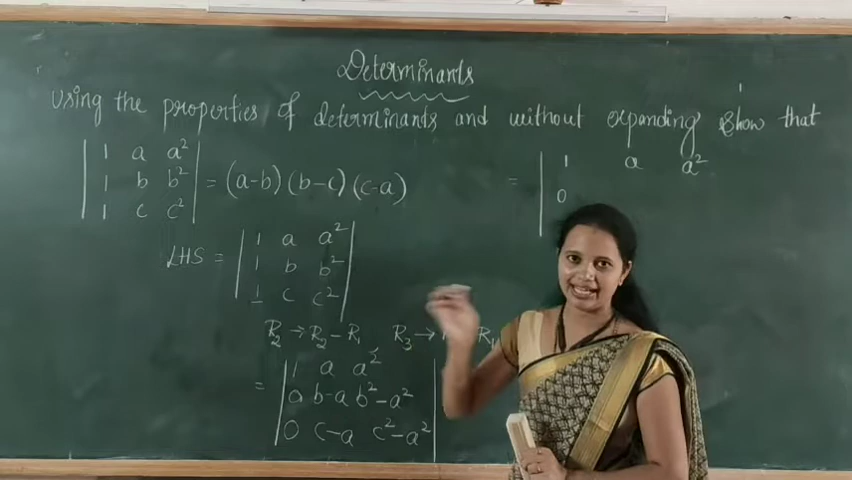 Determinants
Using the properties of determinants and without expanding show that
| 1 a a² |
| 1 b b² | = (a-b)(b-c)(c-a)
| 1 c c² |
LHS = | 1 a a² |
| 1 b b² |
| 1 c c² |
R₂ → R₂ - R₁ R₃ → R₁
= | 1 a a² |
| 0 b-a b²-a² |
| 0 c-a c²-a² |
= | 1 a a²
| 0